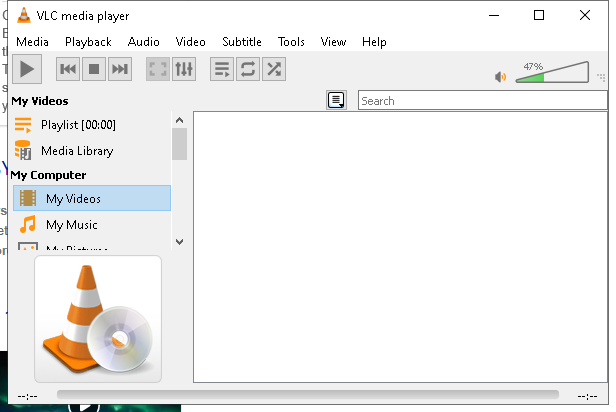 VLC media player
Media Playback Audio Video Subtitle Tools View Help
47%
My Videos
Search
Playlist [00:00]
Media Library
My Computer
My Videos
My Music
My Pictures
--:-- --:--